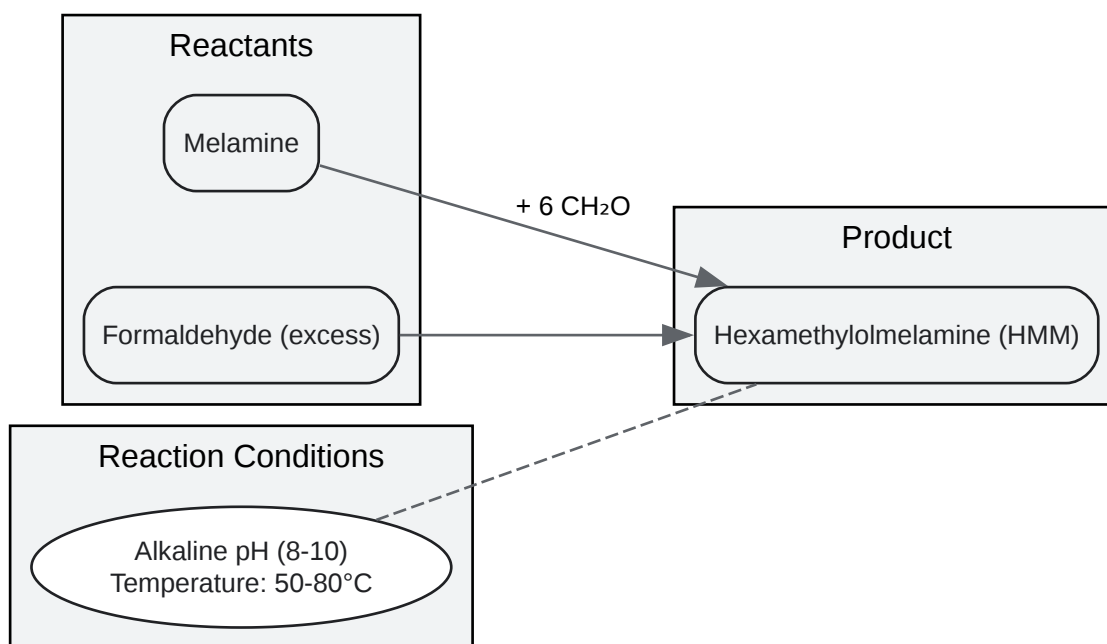 Reactants
Melamine
+ 6 CH₂O
Product
Formaldehyde (excess)
Hexamethylolmelamine (HMM)
Reaction Conditions
Alkaline pH (8-10)
Temperature: 50-80°C